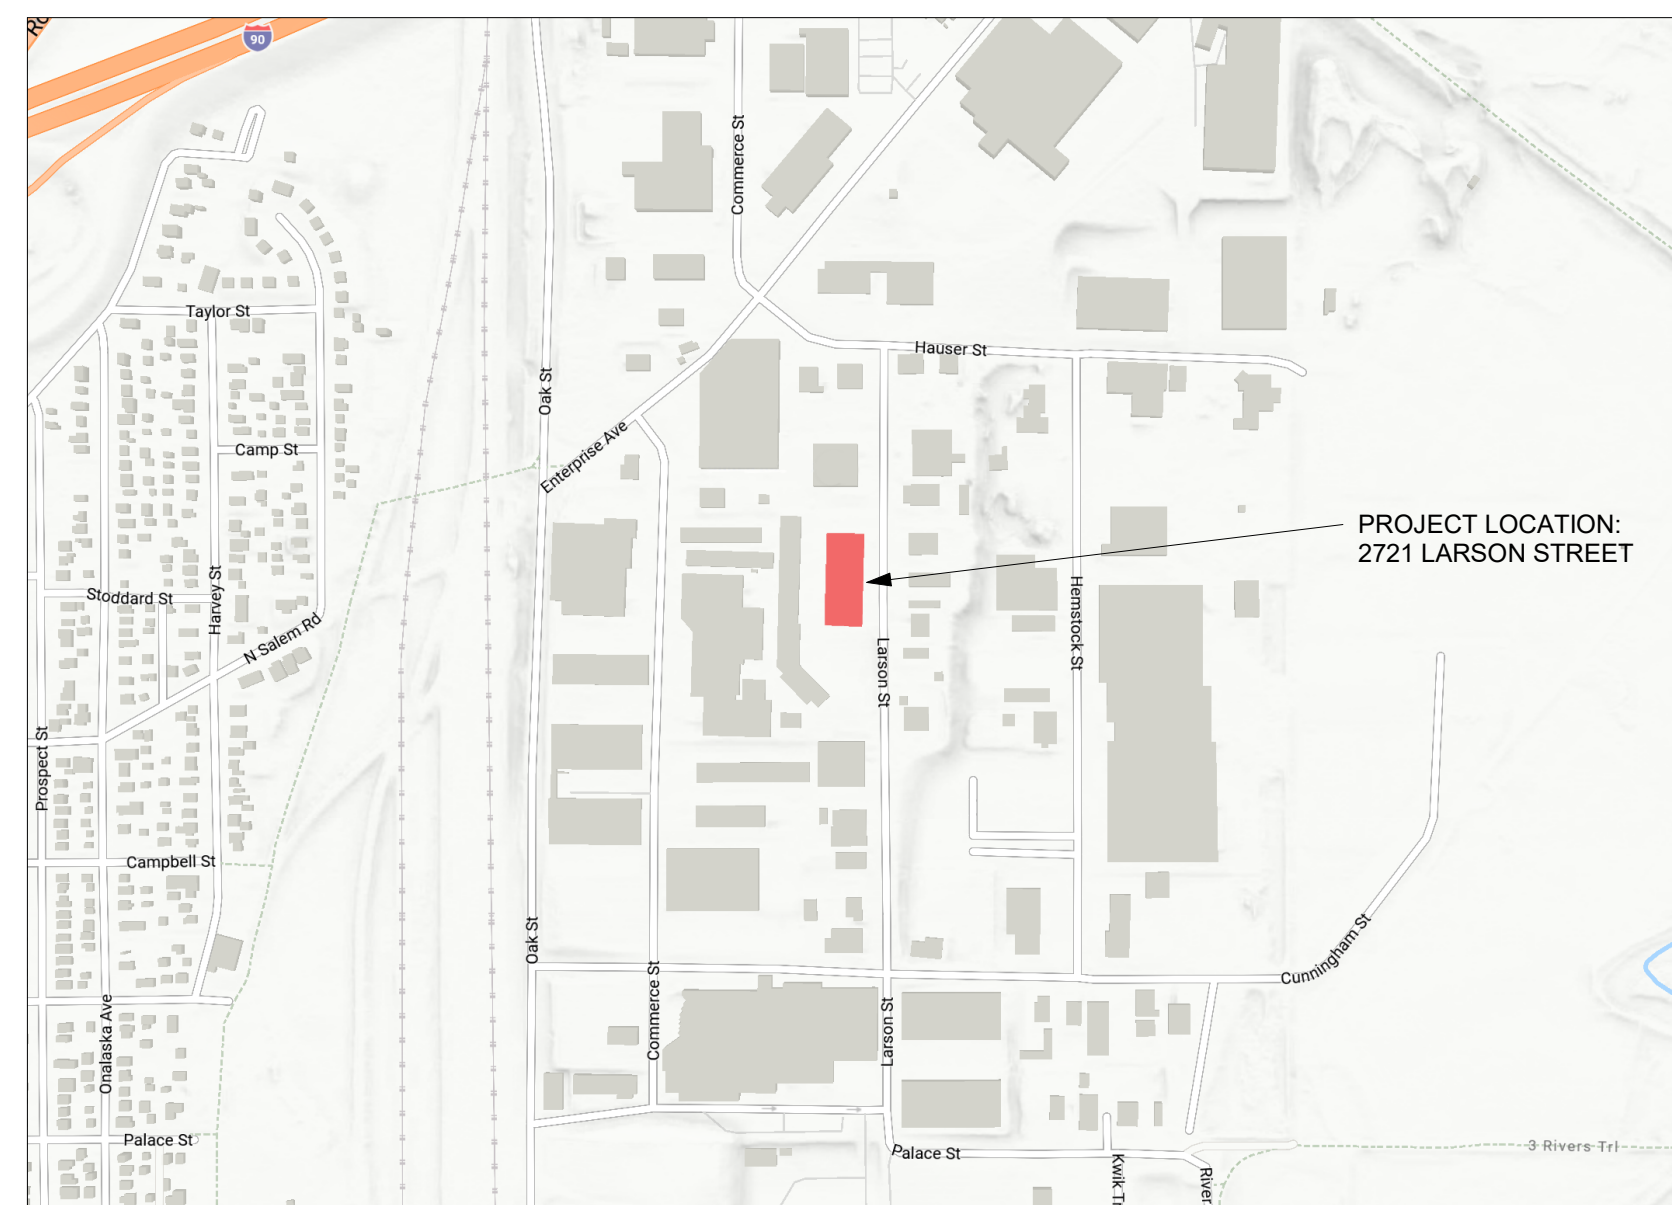 90
Commerce St
Taylor St
Hauser St
Oak St
Enterprise Ave
Camp St
PROJECT LOCATION:
2721 LARSON STREET
Stoddard St
Harvey St
N Salem Rd
Hemstock St
Larson St
Prospect St
Campbell St
Oak St
Cunningham St
Commerce St
Larson St
Onalaska Ave
Palace St
Palace St
3 Rivers Trl
Kwik Tr
River